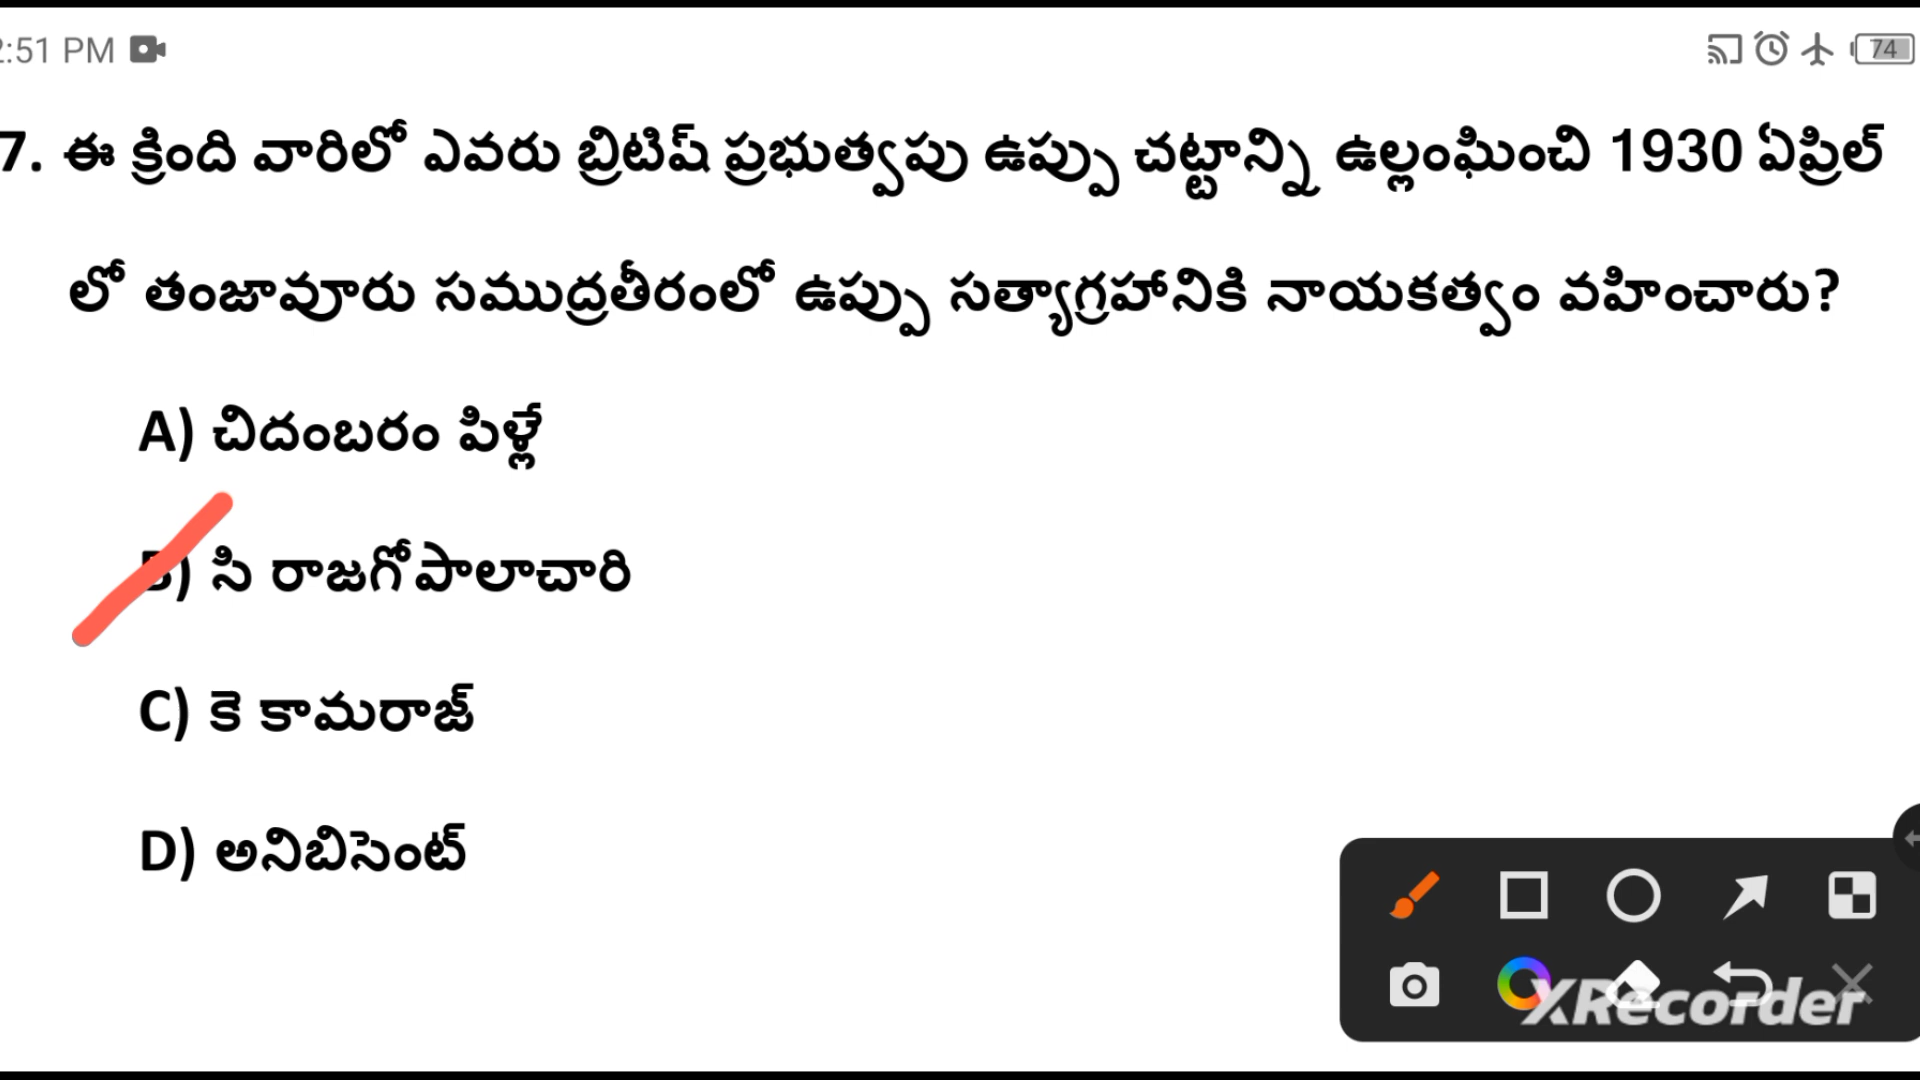 :51 PM
74
7. ఈ క్రింది వారిలో ఎవరు బ్రిటిష్ ప్రభుత్వపు ఉప్పు చట్టాన్ని ఉల్లంఘించి 1930 ఏప్రిల్
లో తంజావూరు సముద్రతీరంలో ఉప్పు సత్యాగ్రహానికి నాయకత్వం వహించారు?
A) చిదంబరం పిళ్లే
B) సి రాజగోపాలాచారి
C) కె కామరాజ్
D) అనిబిసెంట్
XRecorder